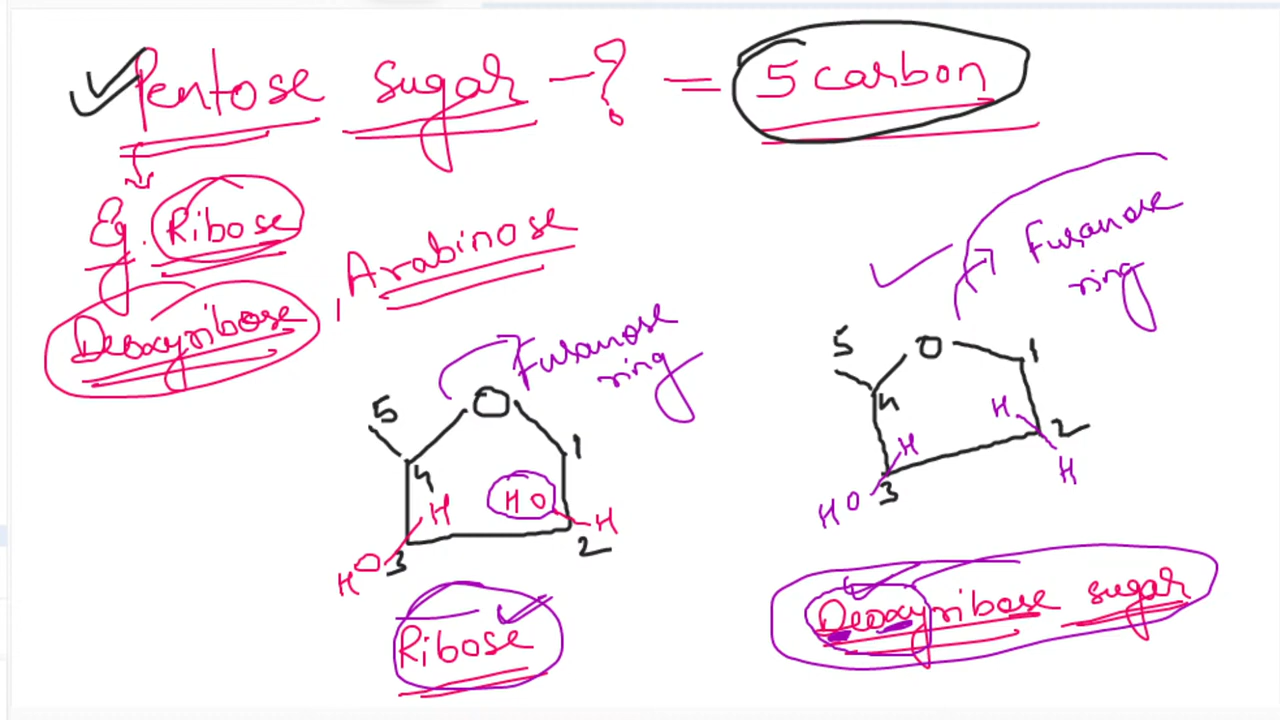 Pentose sugar - ? = 5 carbon
Eg. Ribose
Deoxyribose, Arabinose
Furanose
ring
5 O
4 1
H HO H
HO 3 2
Ribose
Furanose
ring
5 O 1
4 H 2
H H
HO 3
Deoxyribose sugar